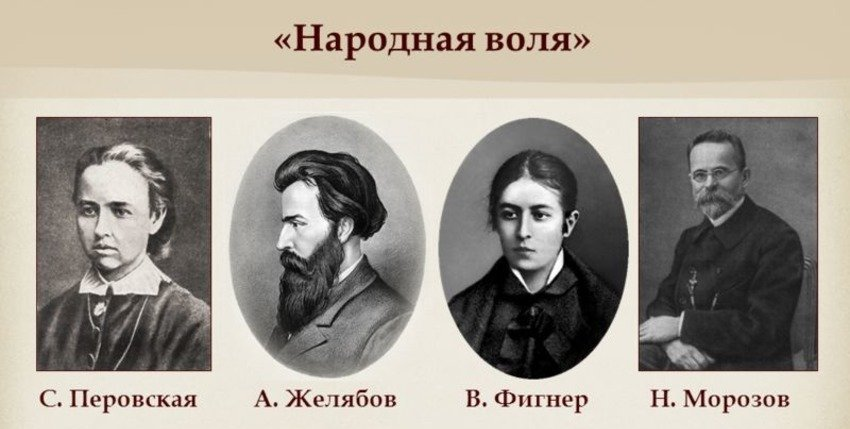 «Народная воля»
С. Перовская
А. Желябов
В. Фигнер
Н. Морозов